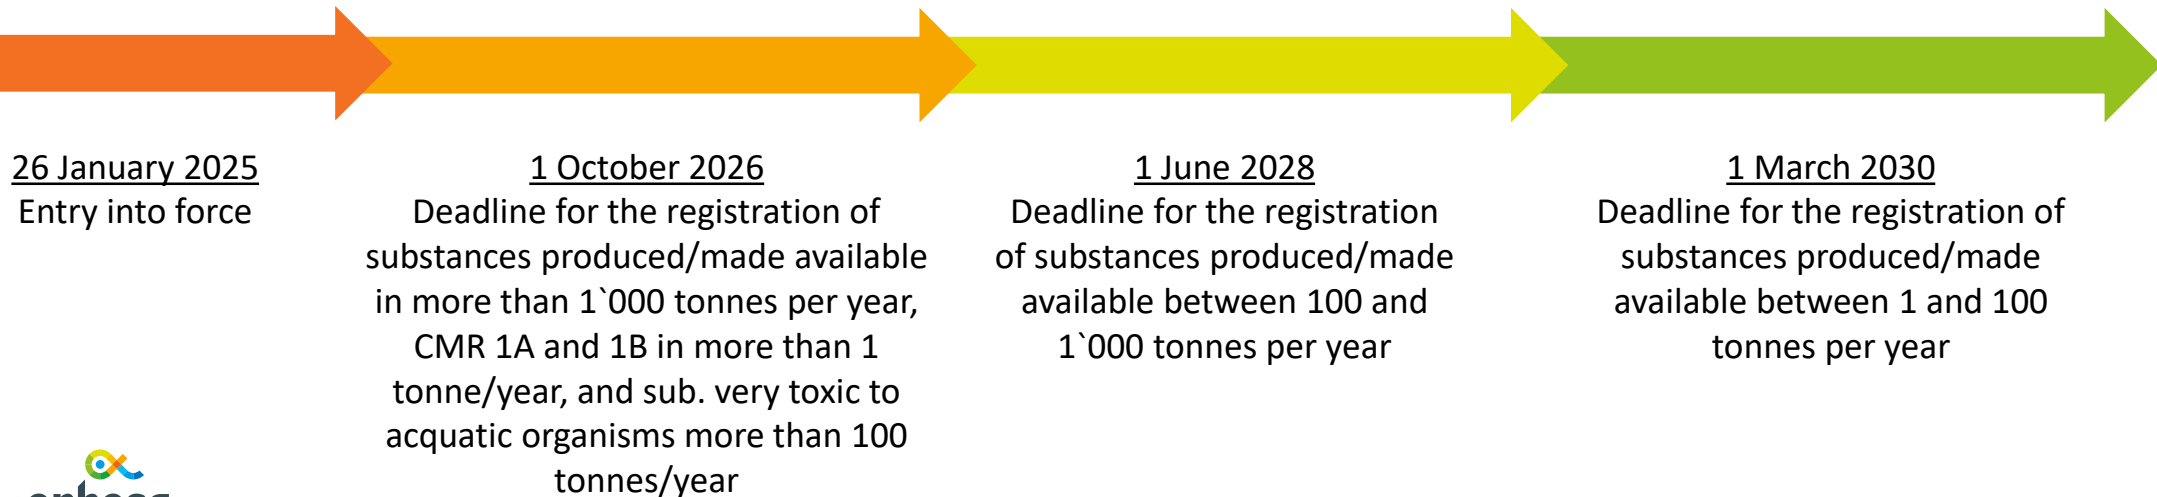 26 January 2025
Entry into force
1 October 2026
Deadline for the registration of
substances produced/made available
in more than 1`000 tonnes per year,
CMR 1A and 1B in more than 1
tonne/year, and sub. very toxic to
acquatic organisms more than 100
tonnes/year
1 June 2028
Deadline for the registration
of substances produced/made
available between 100 and
1`000 tonnes per year
1 March 2030
Deadline for the registration of
substances produced/made
available between 1 and 100
tonnes per year